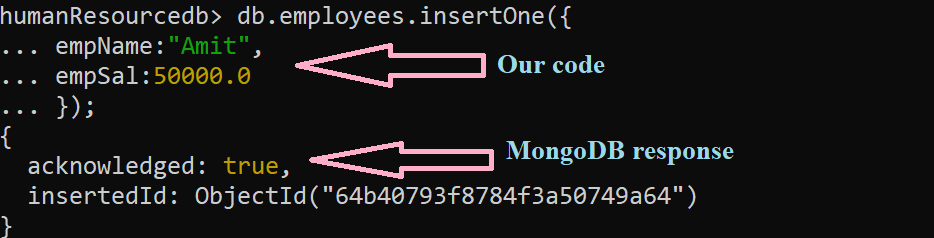 humanResourcedb> db.employees.insertOne({
... empName:"Amit",
... empSal:50000.0
Our code
... });
{
acknowledged: true,
MongoDB response
insertedId: ObjectId("64b40793f8784f3a50749a64")
}